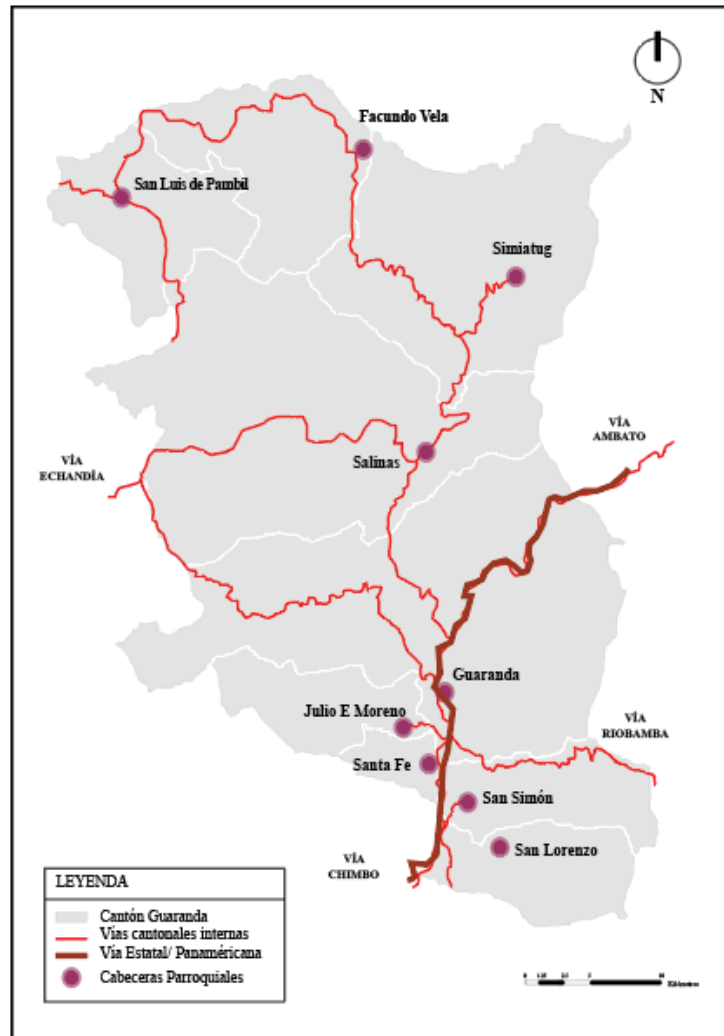 N
Facundo Vela
San Luis de Pambil
Simiatug
VÍA
AMBATO
Salinas
VÍA
ECHANDÍA
Guaranda
Julio E Moreno
VÍA
RIOBAMBA
Santa Fe
San Simón
San Lorenzo
VÍA
CHIMBO
LEYENDA
Cantón Guaranda
Vías cantonales internas
Vía Estatal/ Panaméricana
Cabeceras Parroquiales